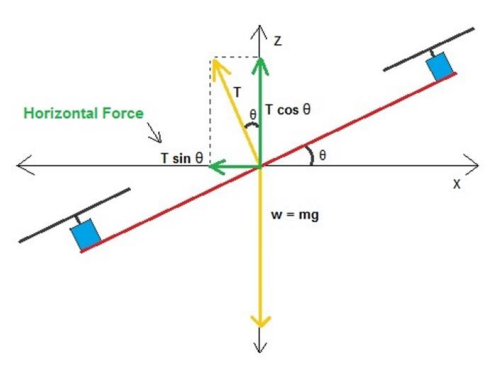 Z
T
θ
T cos θ
Horizontal Force
T sin θ
θ
X
w = mg